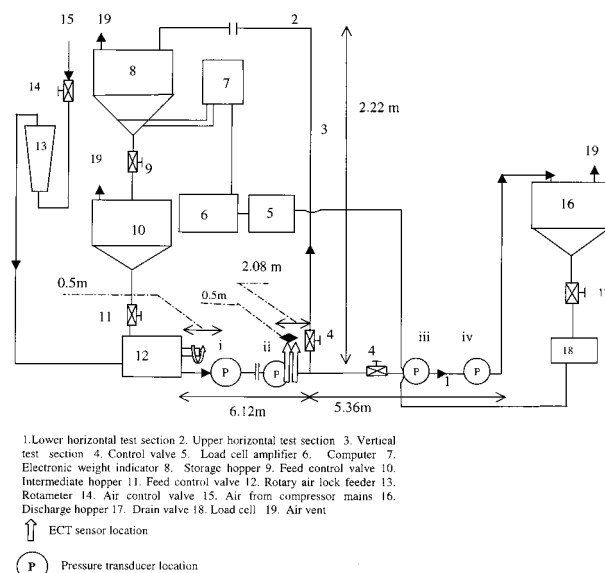 19
15
2
14
8
7
2.22 m
13
3
19
9
19
10
6
5
16
2.08 m
0.5m
0.5m
11
i
ii
4
4
iii
iv
12
P
P
P
P
1
18
6.12m
5.36m
1.Lower horizontal test section 2. Upper horizontal test section 3. Vertical
test section 4. Control valve 5. Load cell amplifier 6. Computer 7.
Electronic weight indicator 8. Storage hopper 9. Feed control valve 10.
Intermediate hopper 11. Feed control valve 12. Rotary air lock feeder 13.
Rotameter 14. Air control valve 15. Air from compressor mains 16.
Discharge hopper 17. Drain valve 18. Load cell 19. Air vent
ECT sensor location
P Pressure transducer location